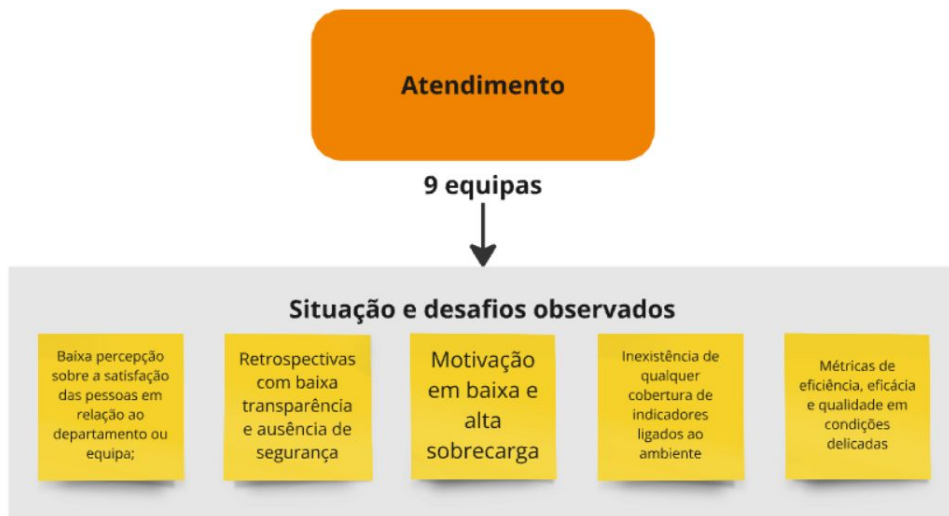 Atendimento
9 equipas
Situação e desafios observados
Baixa percepção
sobre a satisfação
das pessoas em
relação ao
departamento ou
equipa;
Retrospectivas
com baixa
transparência
e ausência de
segurança
Motivação
em baixa e
alta
sobrecarga
Inexistência de
qualquer
cobertura de
indicadores
ligados ao
ambiente
Métricas de
eficiência, eficácia
e qualidade em
condições
delicadas